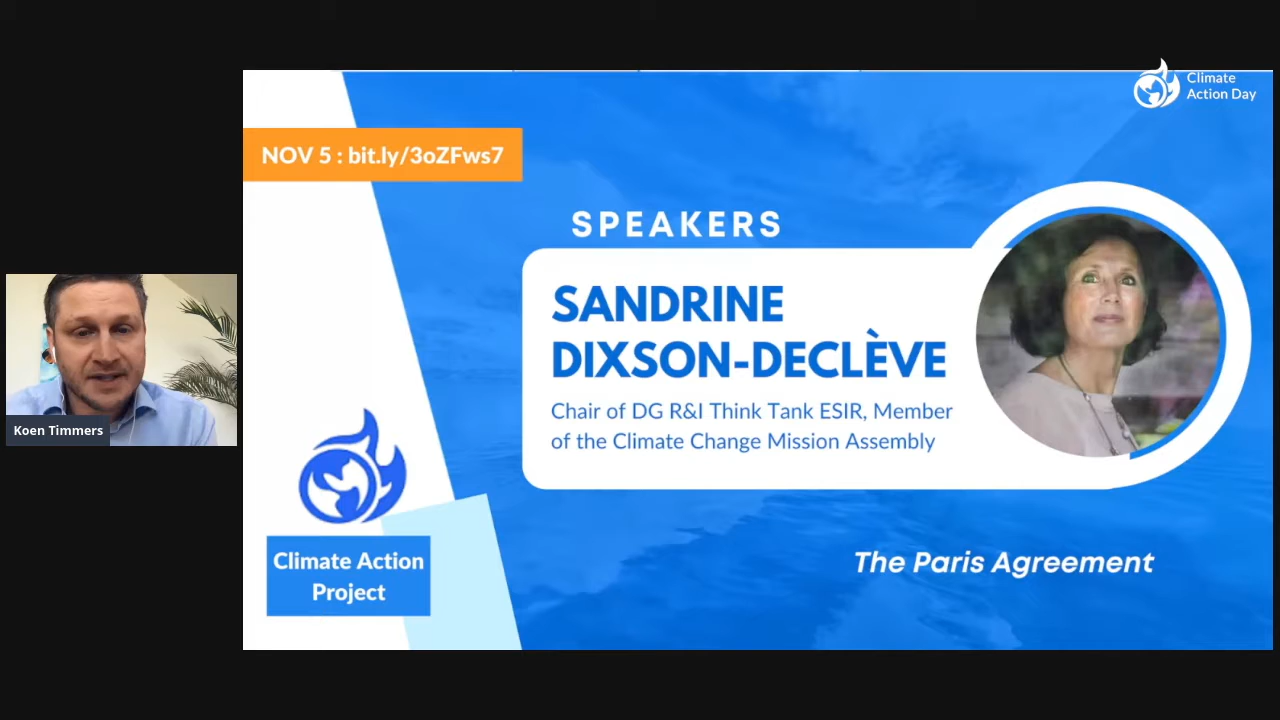 Climate
Action Day
NOV 5 : bit.ly/3oZFws7
SPEAKERS
SANDRINE
DIXSON-DECLÈVE
Chair of DG R&I Think Tank ESIR, Member
of the Climate Change Mission Assembly
Koen Timmers
The Paris Agreement
Climate Action
Project